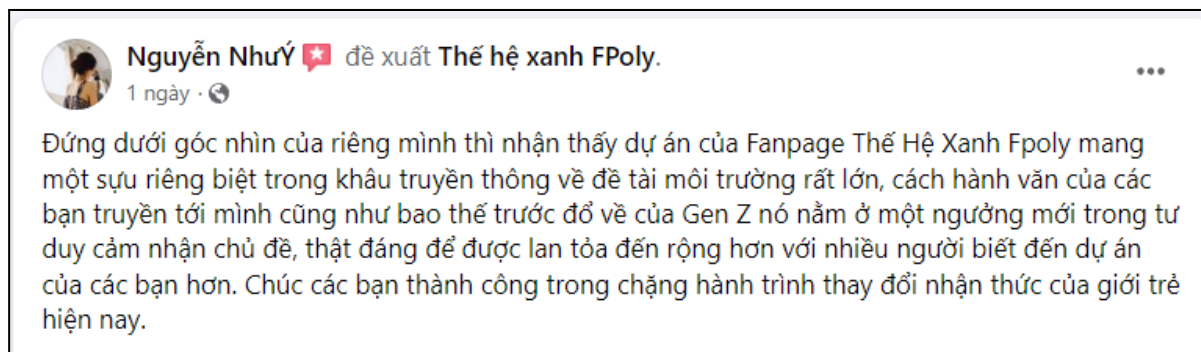 Nguyễn NhưÝ đề xuất Thế hệ xanh FPoly.
1 ngày ·
Đứng dưới góc nhìn của riêng mình thì nhận thấy dự án của Fanpage Thế Hệ Xanh Fpoly mang
một sựu riêng biệt trong khâu truyền thông về đề tài môi trường rất lớn, cách hành văn của các
bạn truyền tới mình cũng như bao thế trước đổ về của Gen Z nó nằm ở một ngưởng mới trong tư
duy cảm nhận chủ đề, thật đáng để được lan tỏa đến rộng hơn với nhiều người biết đến dự án
của các bạn hơn. Chúc các bạn thành công trong chặng hành trình thay đổi nhận thức của giới trẻ
hiện nay.